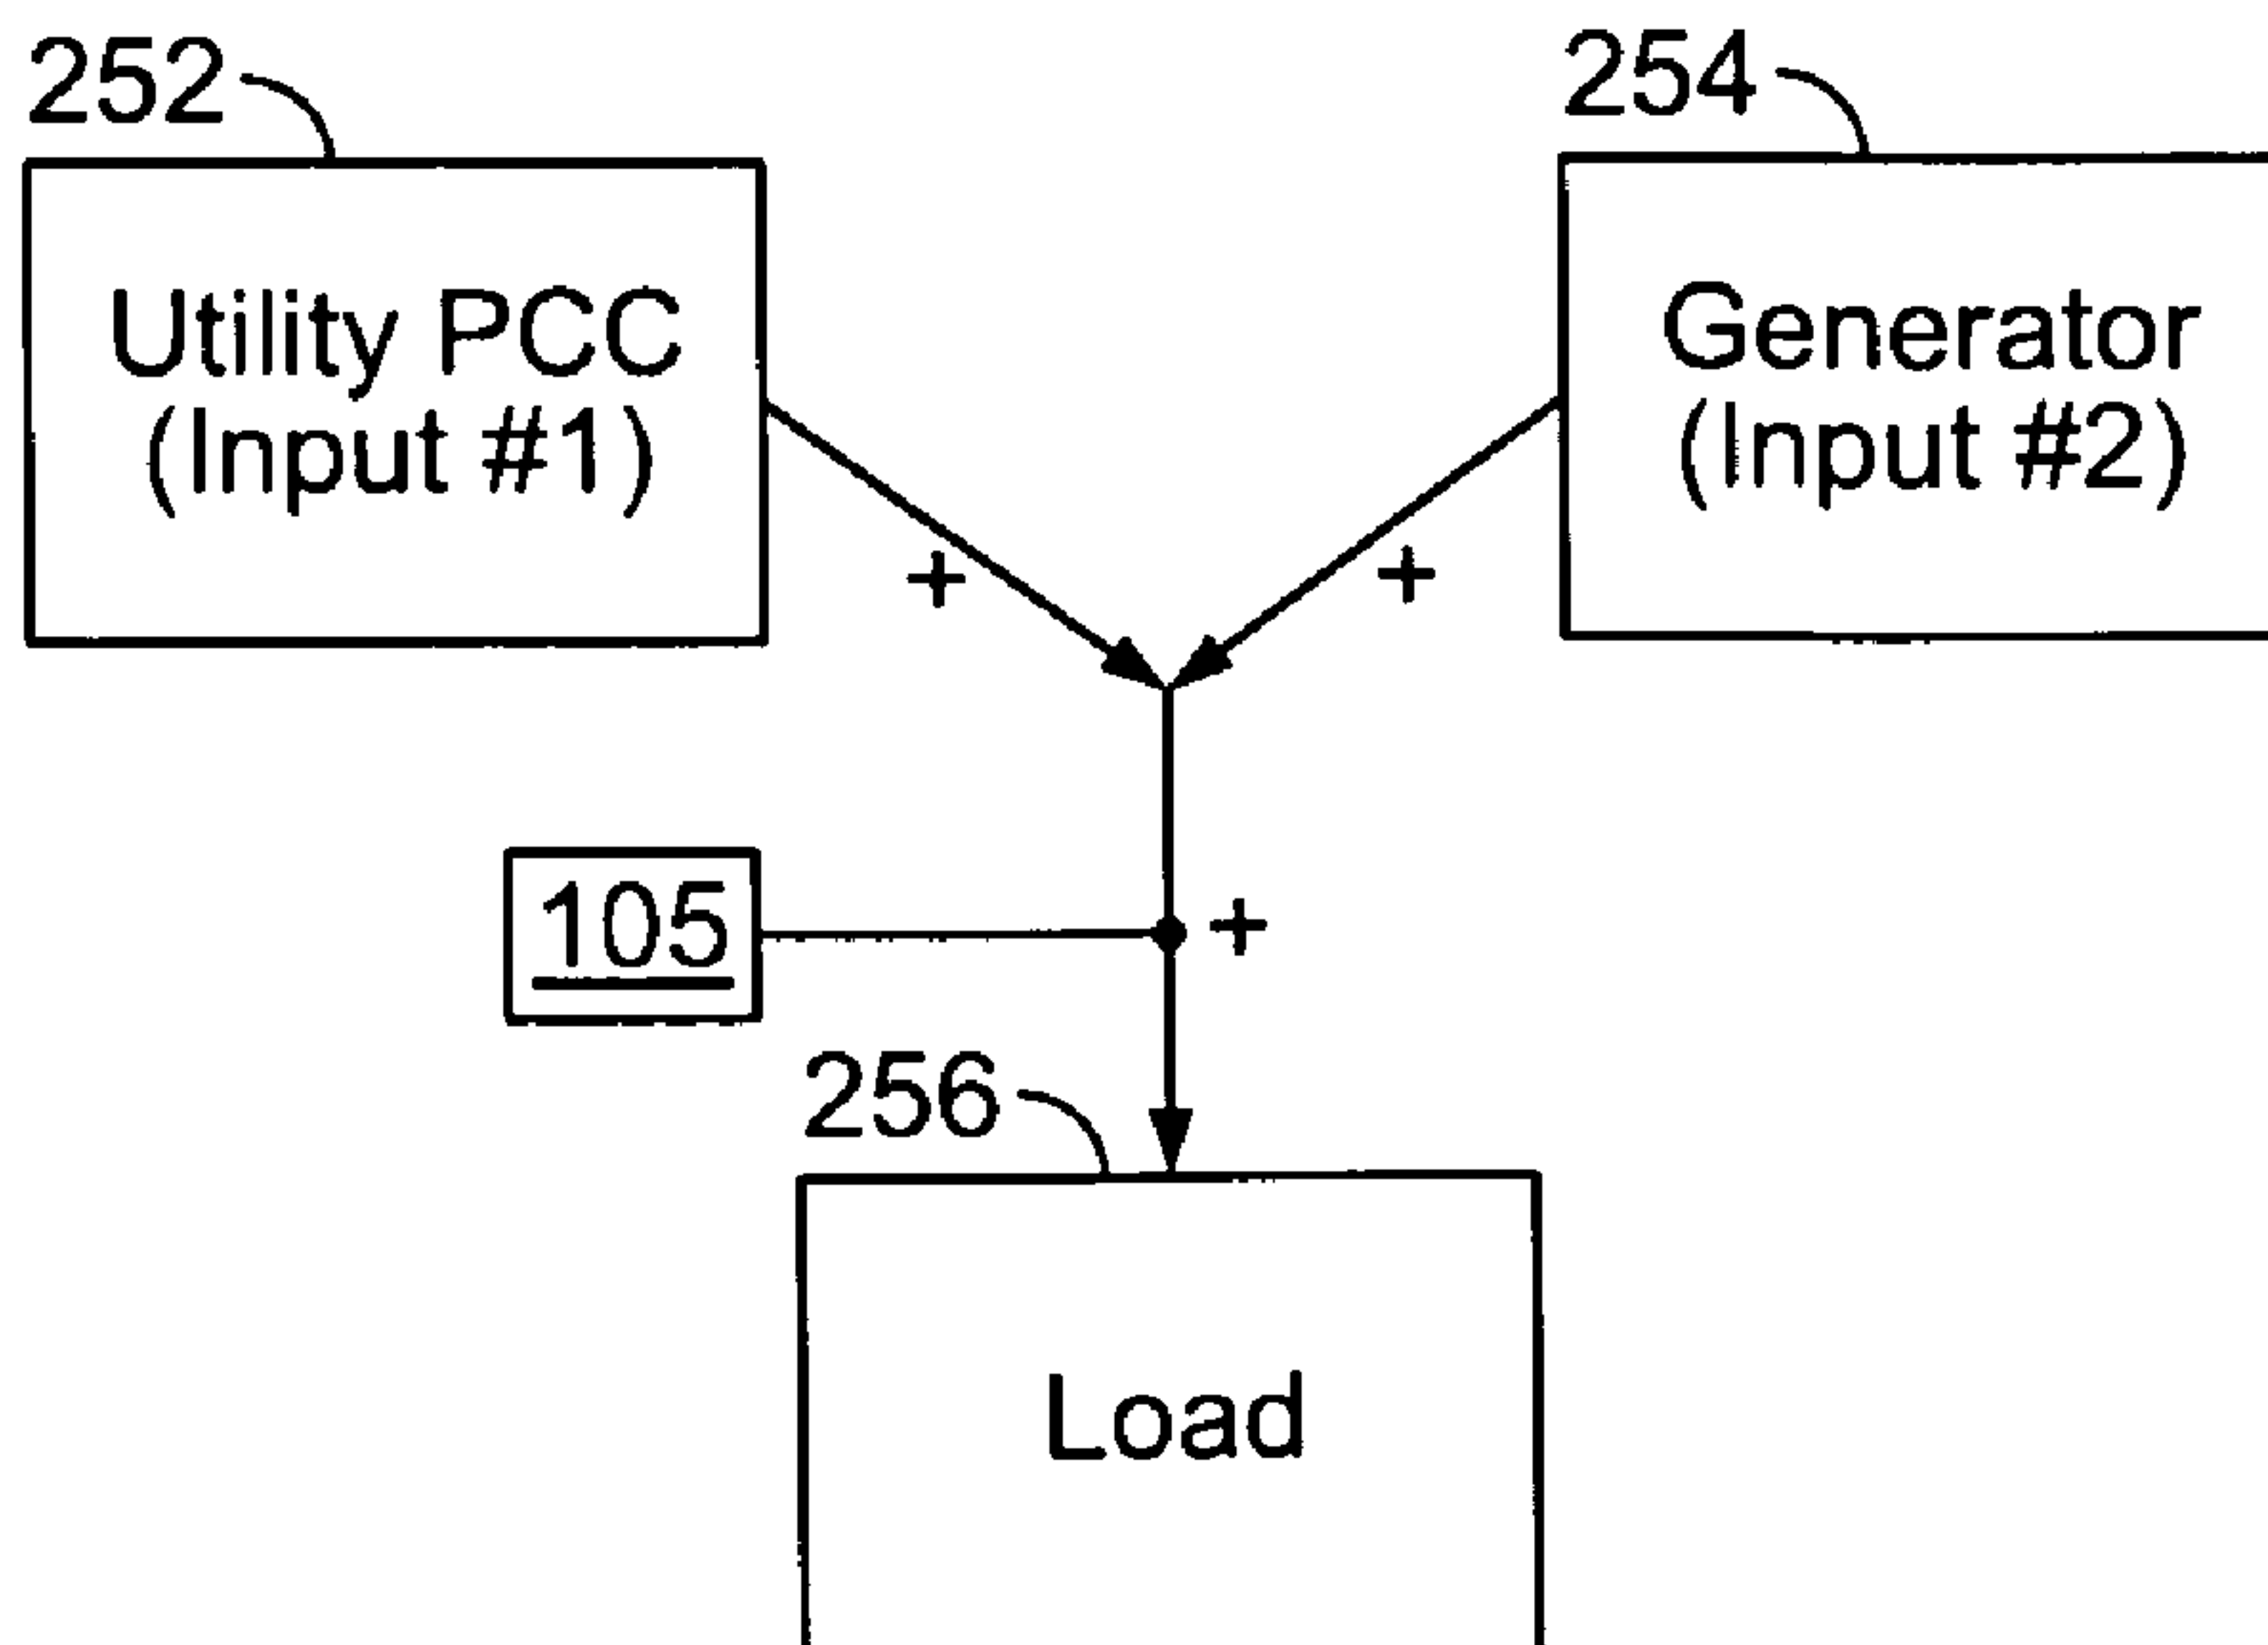 252
254
Utility PCC
(Input #1)
Generator
(Input #2)
+
+
105
+
256
Load